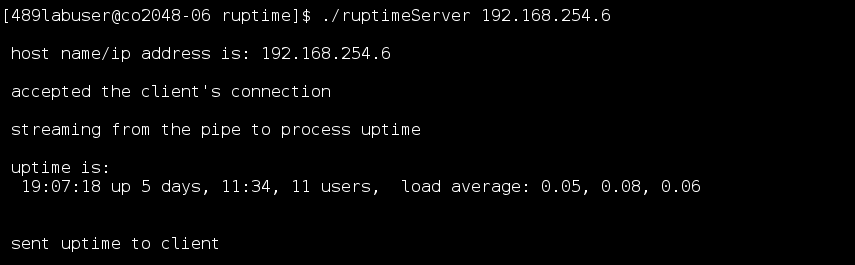 [489labuser@co2048-06 ruptime]$ ./ruptimeServer 192.168.254.6
host name/ip address is: 192.168.254.6
accepted the client's connection
streaming from the pipe to process uptime
uptime is:
19:07:18 up 5 days, 11:34, 11 users,  load average: 0.05, 0.08, 0.06
sent uptime to client